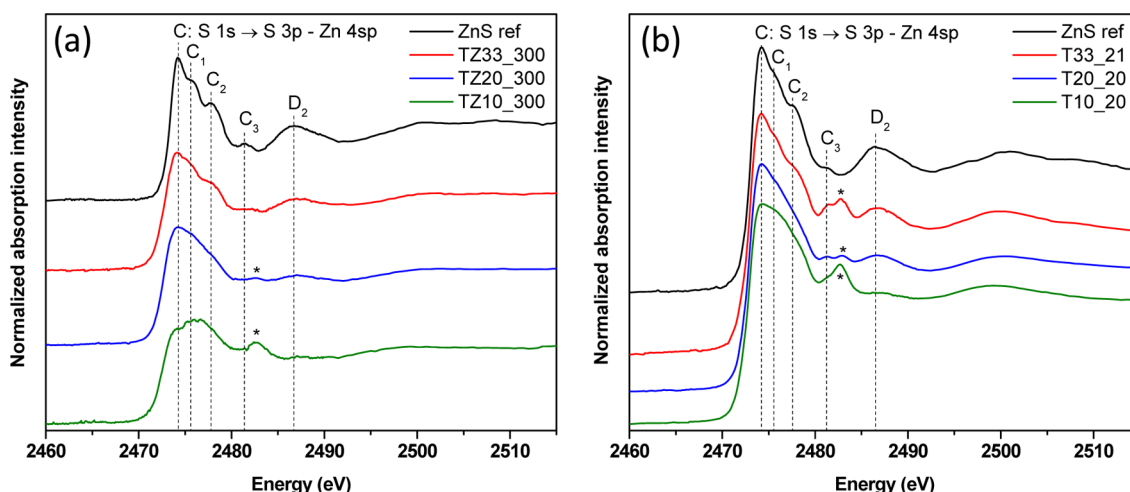 (a)
C: S 1s → S 3p - Zn 4sp
C1
C2
C3
D2
ZnS ref
TZ33_300
TZ20_300
TZ10_300
*
*
Normalized absorption intensity
2460 2470 2480 2490 2500 2510
Energy (eV)
(b)
C: S 1s → S 3p - Zn 4sp
C1
C2
C3
D2
ZnS ref
T33_21
T20_20
T10_20
*
*
*
Normalized absorption intensity
2460 2470 2480 2490 2500 2510
Energy (eV)